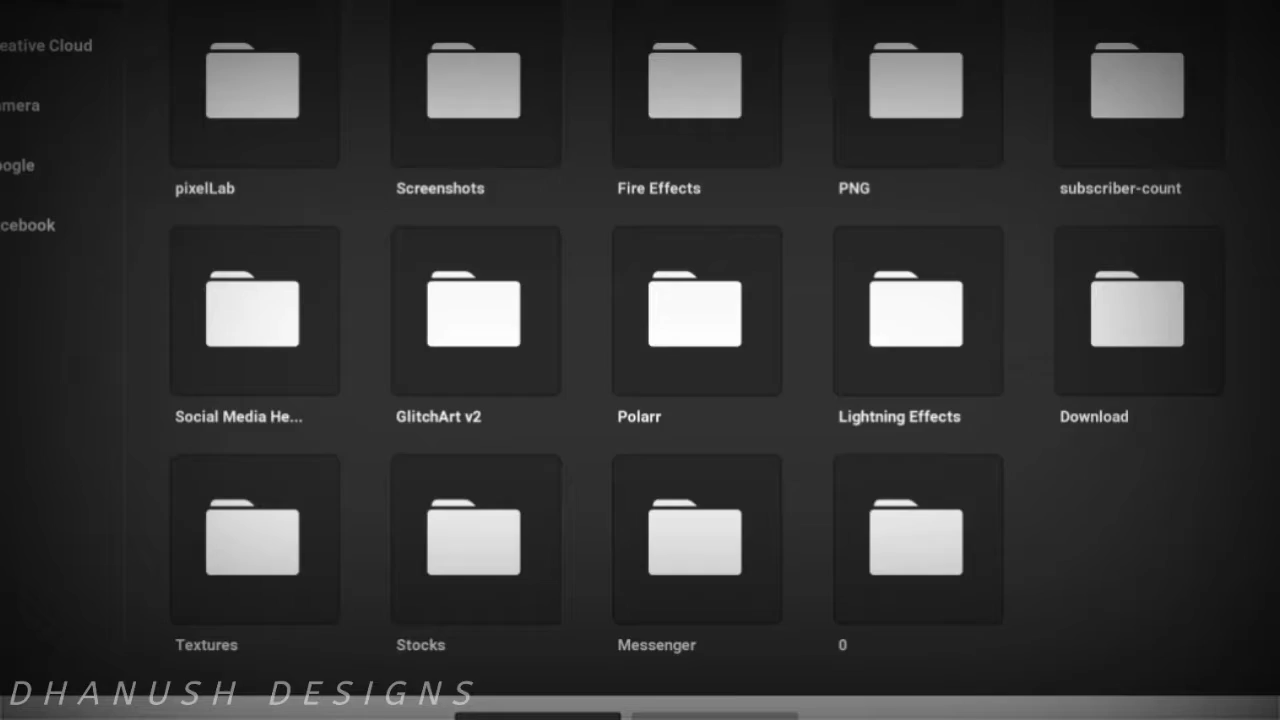 eative Cloud
mera
oogle
cebook
pixelLab Screenshots Fire Effects PNG subscriber-count
Social Media He... GlitchArt v2 Polarr Lightning Effects Download
Textures Stocks Messenger 0
DHANUSH DESIGNS